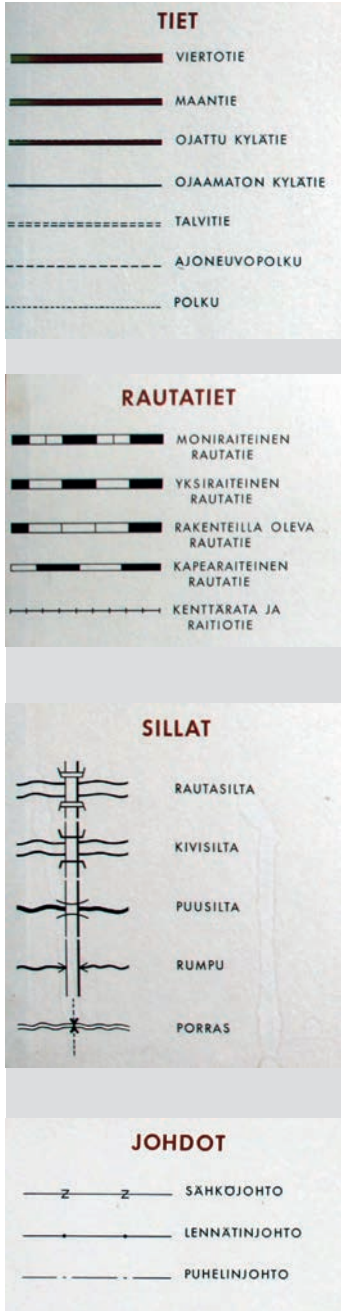 TIET
VIERTOTIE
MAANTIE
OJATTU KYLÄTIE
OJAAMATON KYLÄTIE
TALVITIE
AJONEUVOPOLKU
POLKU
RAUTATIET
MONIRAITEINEN
RAUTATIE
YKSIRAITEINEN
RAUTATIE
RAKENTEILLA OLEVA
RAUTATIE
KAPEARAITEINEN
RAUTATIE
KENTTÄRATA JA
RAITIOTIE
SILLAT
RAUTASILTA
KIVISILTA
PUUSILTA
RUMPU
PORRAS
JOHDOT
Z Z SÄHKÖJOHTO
LENNÄTINJOHTO
PUHELINJOHTO